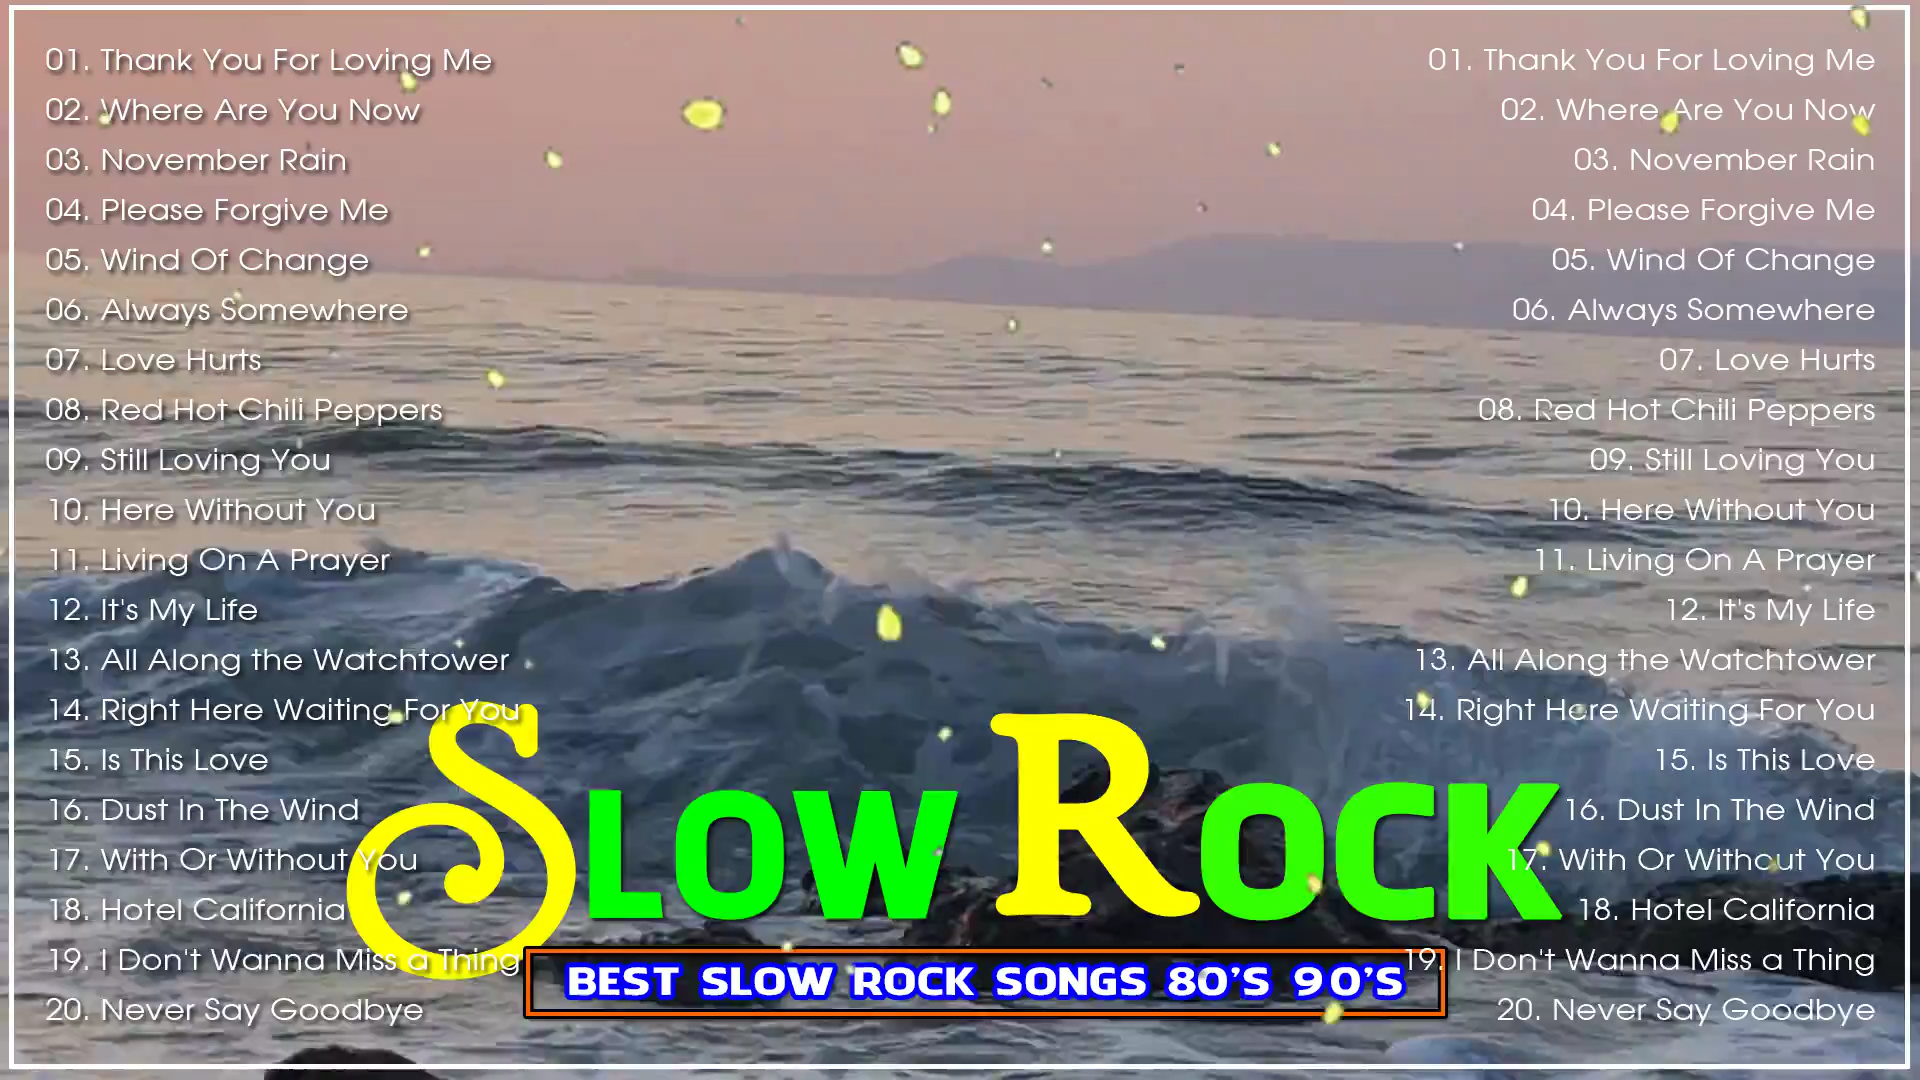 01. Thank You For Loving Me
02. Where Are You Now
03. November Rain
04. Please Forgive Me
05. Wind Of Change
06. Always Somewhere
07. Love Hurts
08. Red Hot Chili Peppers
09. Still Loving You
10. Here Without You
11. Living On A Prayer
12. It's My Life
13. All Along the Watchtower
14. Right Here Waiting For You
15. Is This Love
16. Dust In The Wind
17. With Or Without You
18. Hotel California
19. I Don't Wanna Miss a Thing
20. Never Say Goodbye
01. Thank You For Loving Me
02. Where Are You Now
03. November Rain
04. Please Forgive Me
05. Wind Of Change
06. Always Somewhere
07. Love Hurts
08. Red Hot Chili Peppers
09. Still Loving You
10. Here Without You
11. Living On A Prayer
12. It's My Life
13. All Along the Watchtower
14. Right Here Waiting For You
15. Is This Love
16. Dust In The Wind
17. With Or Without You
18. Hotel California
19. I Don't Wanna Miss a Thing
20. Never Say Goodbye
SLOW ROCK
BEST SLOW ROCK SONGS 80'S 90'S